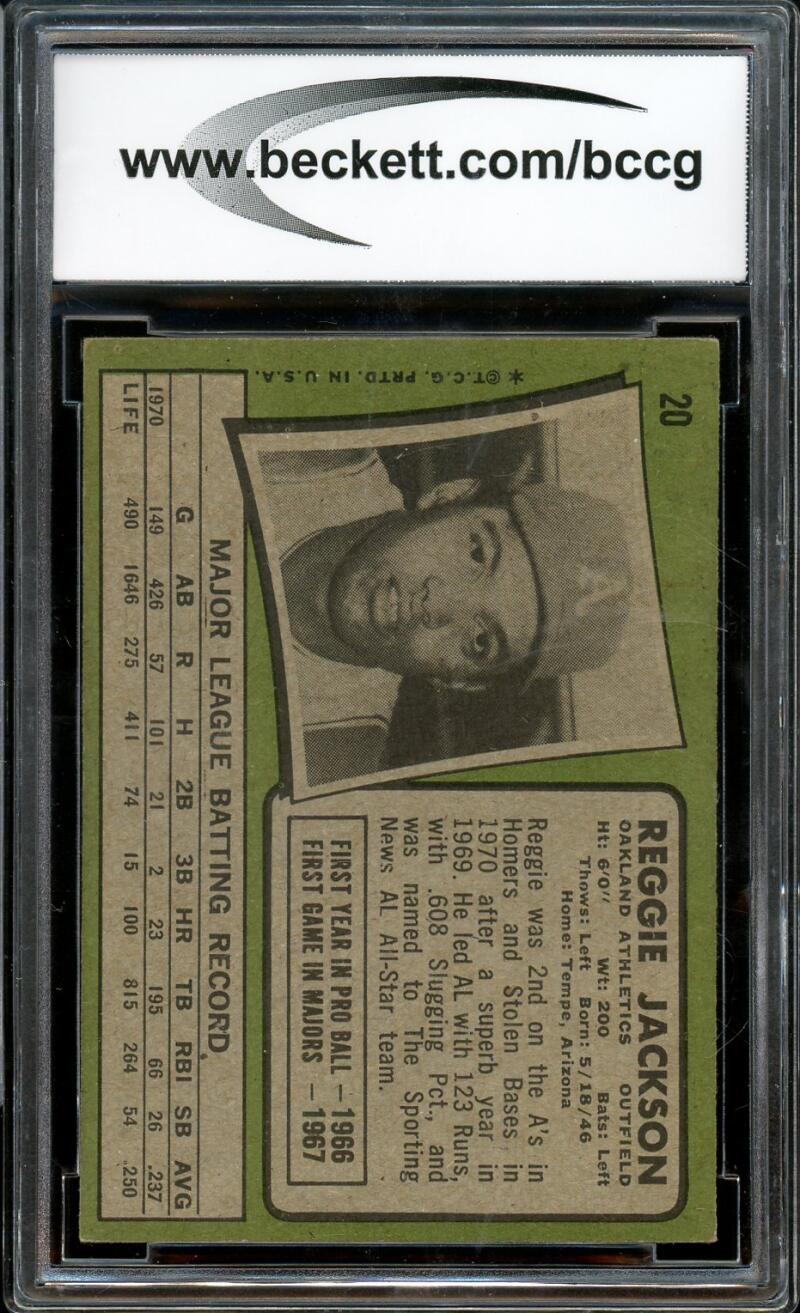 www.beckett.com/bccg
20
*©T.C.G. PRTD. IN U.S.A.
A
REGGIE JACKSON
OAKLAND ATHLETICS OUTFIELD
Ht: 6'0" Wt: 200 Bats: Left
Thows: Left Born: 5/18/46
Home: Tempe, Arizona
Reggie was 2nd on the A's in
Homers and Stolen Bases in
1970 after a superb year in
1969. He led AL with 123 Runs,
with .608 Slugging Pct., and
was named to The Sporting
News AL All-Star team.
FIRST YEAR IN PRO BALL — 1966
FIRST GAME IN MAJORS — 1967
MAJOR LEAGUE BATTING RECORD
G AB R H 2B 3B HR TB RBI SB AVG
1970 149 426 57 101 21 2 23 195 66 26 .237
LIFE 490 1646 275 411 74 15 100 815 264 54 .250